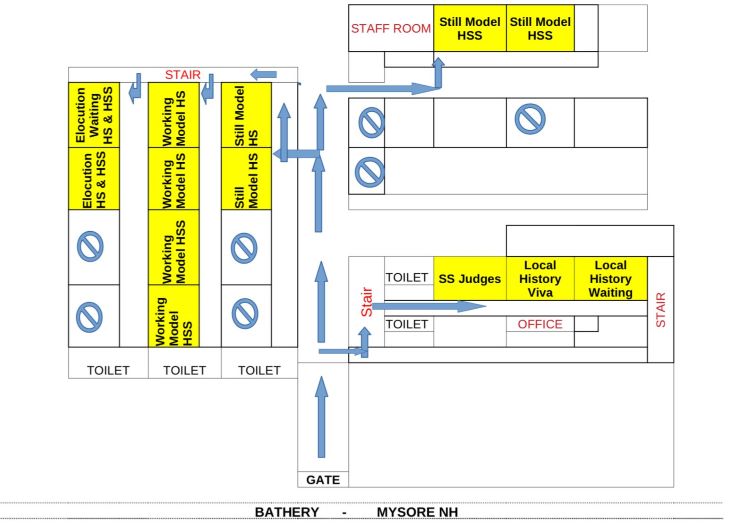 STAFF ROOM
Still Model
HSS
Still Model
HSS
STAIR
Elocution
Waiting
HS & HSS
Working
Model HS
Still Model
HS
Elocution
HS & HSS
Working
Model HS
Still
Model HS
Working
Model HSS
Working
Model
HSS
TOILET
TOILET
TOILET
Stair
TOILET
SS Judges
Local
History
Viva
Local
History
Waiting
STAIR
TOILET
OFFICE
GATE
BATHERY - MYSORE NH